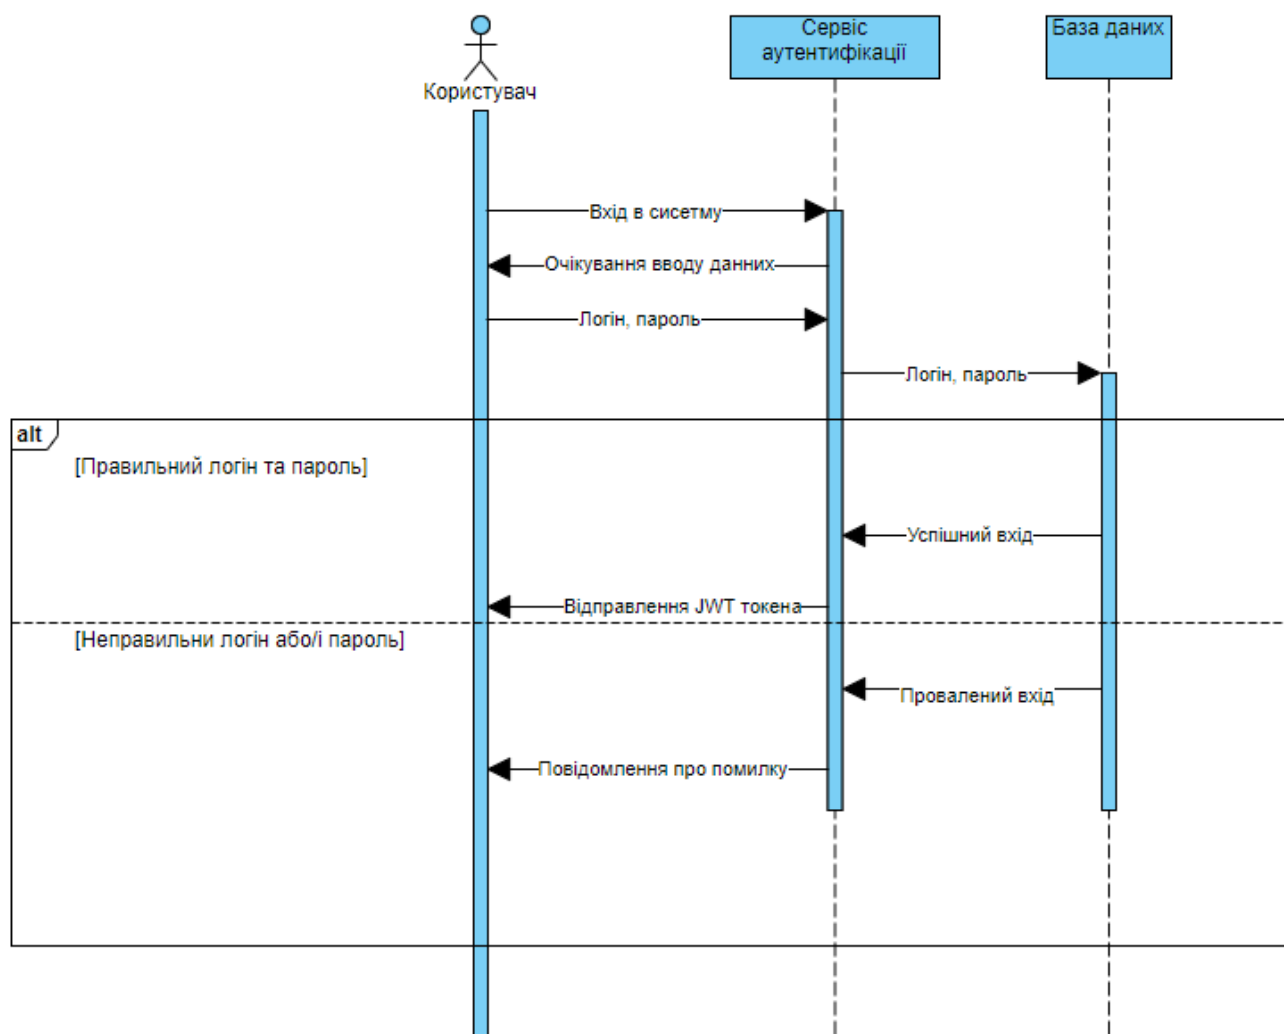 Користувач
Сервіс
аутентифікації
База даних
Вхід в сисетму
Очікування вводу данних
Логін, пароль
Логін, пароль
alt
[Правильний логін та пароль]
Успішний вхід
Відправлення JWT токена
[Неправильни логін або/і пароль]
Провалений вхід
Повідомлення про помилку